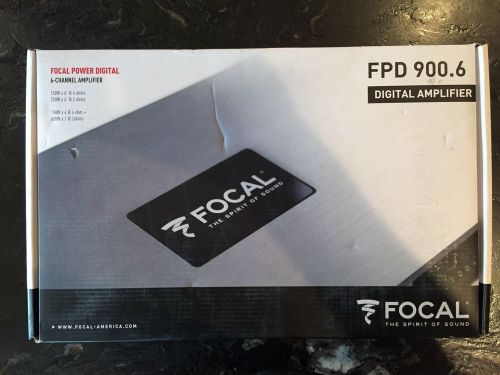 FOCAL POWER DIGITAL
6-CHANNEL AMPLIFIER
FPD 900.6
DIGITAL AMPLIFIER
FOCAL
THE SPIRIT OF SOUND
WWW.FOCAL-AMERICA.COM
FOCAL
THE SPIRIT OF SOUND